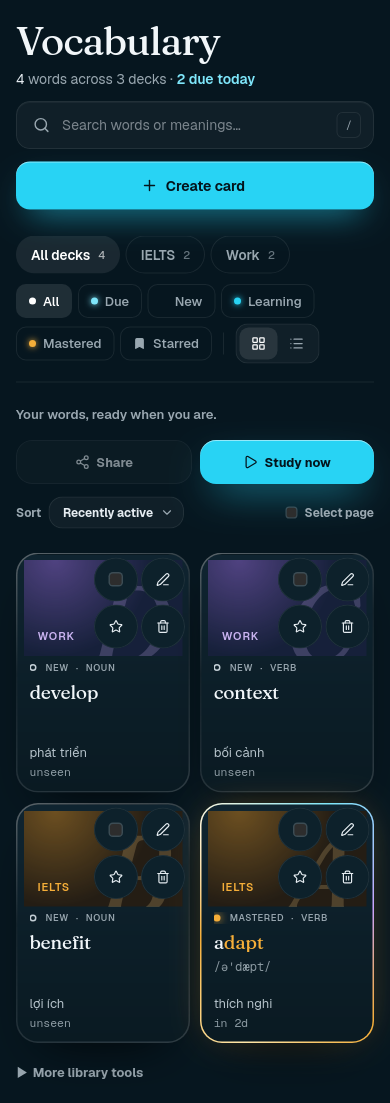 Vocabulary
4 words across 3 decks · 2 due today
Search words or meanings... /
+ Create card
All decks 4 IELTS 2 Work 2
All Due New Learning
Mastered Starred
Your words, ready when you are.
Share Study now
Sort Recently active Select page
WORK
NEW · NOUN
develop
phát triển
unseen
WORK
NEW · VERB
context
bối cảnh
unseen
IELTS
NEW · NOUN
benefit
lợi ích
unseen
IELTS
MASTERED · VERB
adapt
/ə'dæpt/
thích nghi
in 2d
▶ More library tools